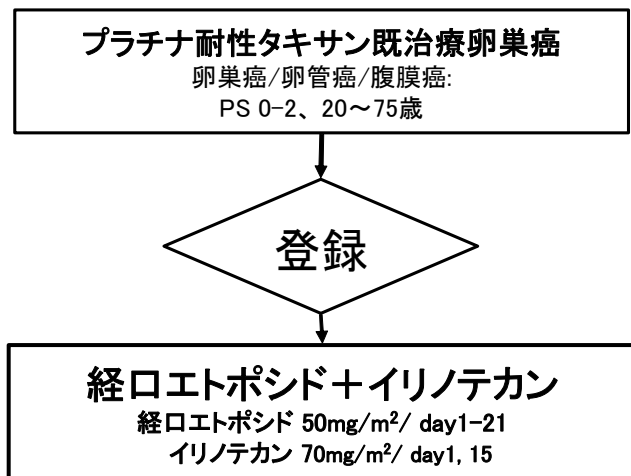 プラチナ耐性タキサン既治療卵巣癌
卵巣癌/卵管癌/腹膜癌:
PS 0-2、20~75歳
登録
経口エトポシド+イリノテカン
経口エトポシド 50mg/m²/ day1-21
イリノテカン 70mg/m²/ day1, 15